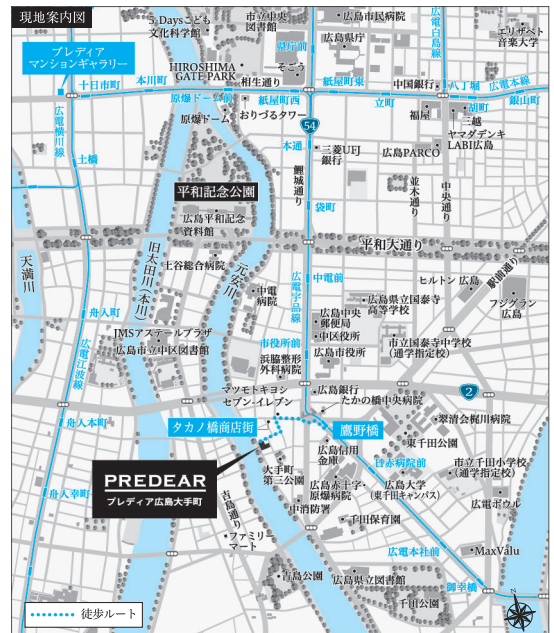 現地案内図
5-Daysこども
文化科学館
市立中央
図書館
広島市民病院
広島県庁
県庁前
広電白島線
エリザベト
音楽大学
プレディア
マンションギャラリー
HIROSHIMA
GATE PARK
そごう
十日市町
本川町
相生通り
紙屋町東
中国銀行
八丁堀
広電本線
原爆ドーム前
紙屋町西
立町
胡町
銀山町
原爆ドーム
おりづるタワー
福屋
三越
ヤマダデンキ
LABI広島
広電横川線
54
本通
三菱UFJ
銀行
広島PARCO
土橋
鯉城通り
並木通り
中央通り
平和記念公園
袋町
広島平和記念
資料館
平和大通り
天満川
旧太田川(本川)
土谷総合病院
元安川
中電
病院
中電前
広電宇品線
ヒルトン広島
駅前通り
フジグラン
広島
舟入町
広島県立国泰寺
高等学校
広島中央
郵便局
中区役所
JMSアステールプラザ
広島市立中区図書館
市役所前
広島市役所
市立国泰寺中学校
(通学指定校)
広電江波線
浜脇整形
外科病院
マツモトキヨシ
セブン-イレブン
広島銀行
たかの橋中央病院
2
舟入本町
タカノ橋商店街
鷹野橋
翠清会梶川病院
東千田公園
広島信用
金庫
日赤病院前
PREDEAR
プレディア広島大手町
大手町
第三公園
広島赤十字・
原爆病院
広島大学
(東千田キャンパス)
市立千田小学校
(通学指定校)
舟入幸町
吉島通り
中消防署
千田保育園
広電ボウル
ファミリー
マート
広電本社前
MaxValu
吉島公園
広島県立図書館
御幸橋
千田公園
徒歩ルート
N